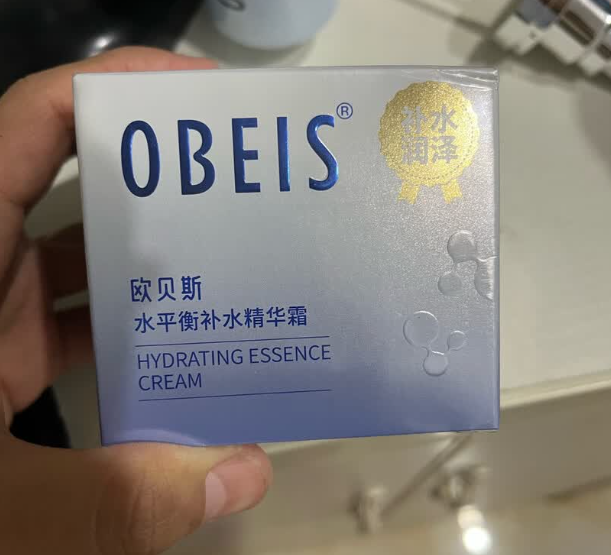 OBEIS®
补水
润泽
欧贝斯
水平衡补水精华霜
HYDRATING ESSENCE
CREAM